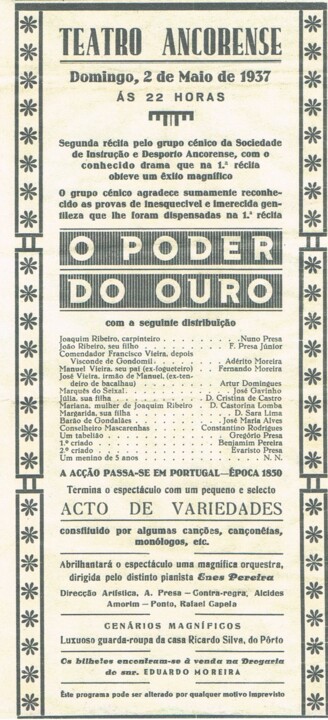 TEATRO ANCORENSE
Domingo, 2 de Maio de 1937
ÁS 22 HORAS
Segunda récita pelo grupo cénico da Sociedade
de Instrução e Desporto Ancorense, com o
conhecido drama que na 1.ª récita
obteve um êxito magnífico
O grupo cénico agradece sumamente reconhe-
cido as provas de inesquecivel e imerecida gen-
tileza que lhe foram dispensadas na 1.ª récita
O PODER
DO OURO
com a seguinte distribuïção
Joaquim Ribeiro, carpinteiro . . . . . . . Nuno Presa
João Ribeiro, seu filho . . . . . . . F. Presa Júnior
Comendador Francisco Vieira, depois
Visconde de Gondomil . . . . . . . Adérito Moreira
Manuel Vieira, seu pai (ex-fogueteiro) . . Fernando Moreira
José Vieira, irmão de Manuel, (ex-ten-
deiro de bacalhau) . . . . . . . Artur Domingues
Marquês do Seixal . . . . . . . José Gavinho
Júlia, sua filha . . . . . . . D. Cristina de Castro
Mariana, mulher de Joaquim Ribeiro . D. Castorina Lomba
Margarida, sua filha . . . . . . . D. Sara Lima
Barão de Gondalães . . . . . . . José Maria Alves
Conselheiro Mascarenhas . . . . . Constantino Rodrigues
Um tabelião . . . . . . . Gregório Presa
1.º criado . . . . . . . Benjamim Pereira
2.º criado . . . . . . . Evaristo Presa
Um menino de 5 anos . . . . . . . N. N.
A ACÇÃO PASSA-SE EM PORTUGAL—ÉPOCA 1850
Termina o espectáculo com um pequeno e selecto
ACTO DE VARIEDADES
constituído por algumas canções, cançonêtas,
monólogos, etc.
Abrilhantará o espectáculo uma magnífica orquestra,
dirigida pelo distinto pianista Enes Pereira
Direcção Artística, A. Presa — Contra-regra, Alcides
Amorim — Ponto, Rafael Capela
CENÁRIOS MAGNÍFICOS
Luxuoso guarda-roupa da casa Ricardo Silva, do Pôrto
Os bilhetes encontram-se à venda na Drogaria
do snr. EDUARDO MOREIRA
Êste programa pode ser alterado por qualquer motivo imprevisto